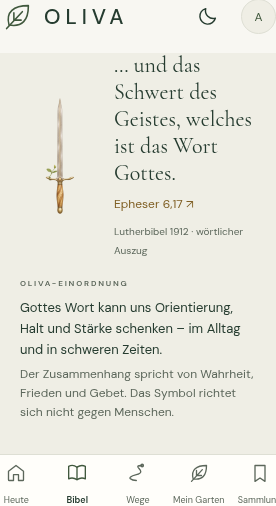 OLIVA
A
… und das
Schwert des
Geistes, welches
ist das Wort
Gottes.
Epheser 6,17 ↗
Lutherbibel 1912 · wörtlicher
Auszug
OLIVA-EINORDNUNG
Gottes Wort kann uns Orientierung,
Halt und Stärke schenken – im Alltag
und in schweren Zeiten.
Der Zusammenhang spricht von Wahrheit,
Frieden und Gebet. Das Symbol richtet
sich nicht gegen Menschen.
Heute Bibel Wege Mein Garten Sammlun